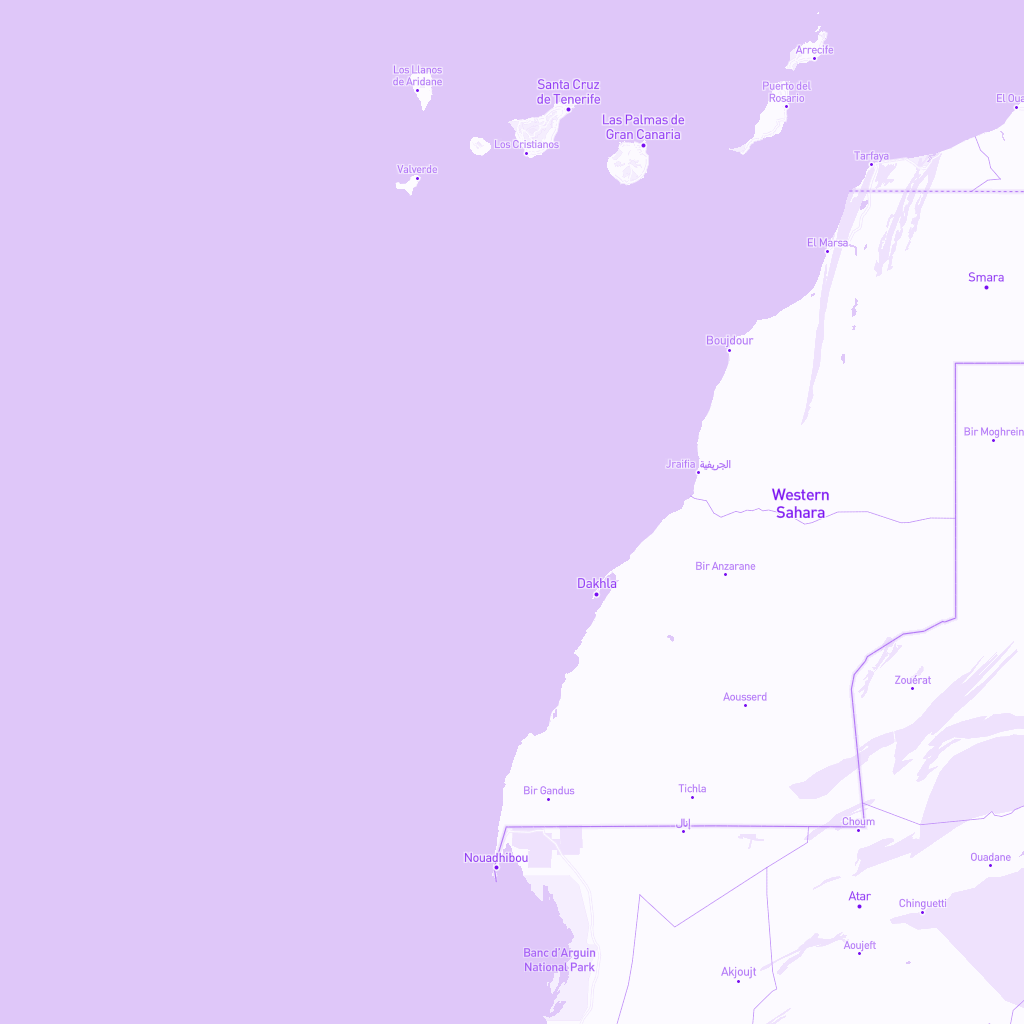 Arrecife
Los Llanos
de Aridane
Santa Cruz
de Tenerife
Puerto del
Rosario
El Oua
Las Palmas de
Gran Canaria
Los Cristianos
Tarfaya
Valverde
El Marsa
Smara
Boujdour
Bir Moghrein
Jraifia الجريفية
Western
Sahara
Bir Anzarane
Dakhla
Zouérat
Aousserd
Bir Gandus
Tichla
Choum
إنال
Nouadhibou
Ouadane
Atar
Chinguetti
Aoujeft
Banc d'Arguin
National Park
Akjoujt